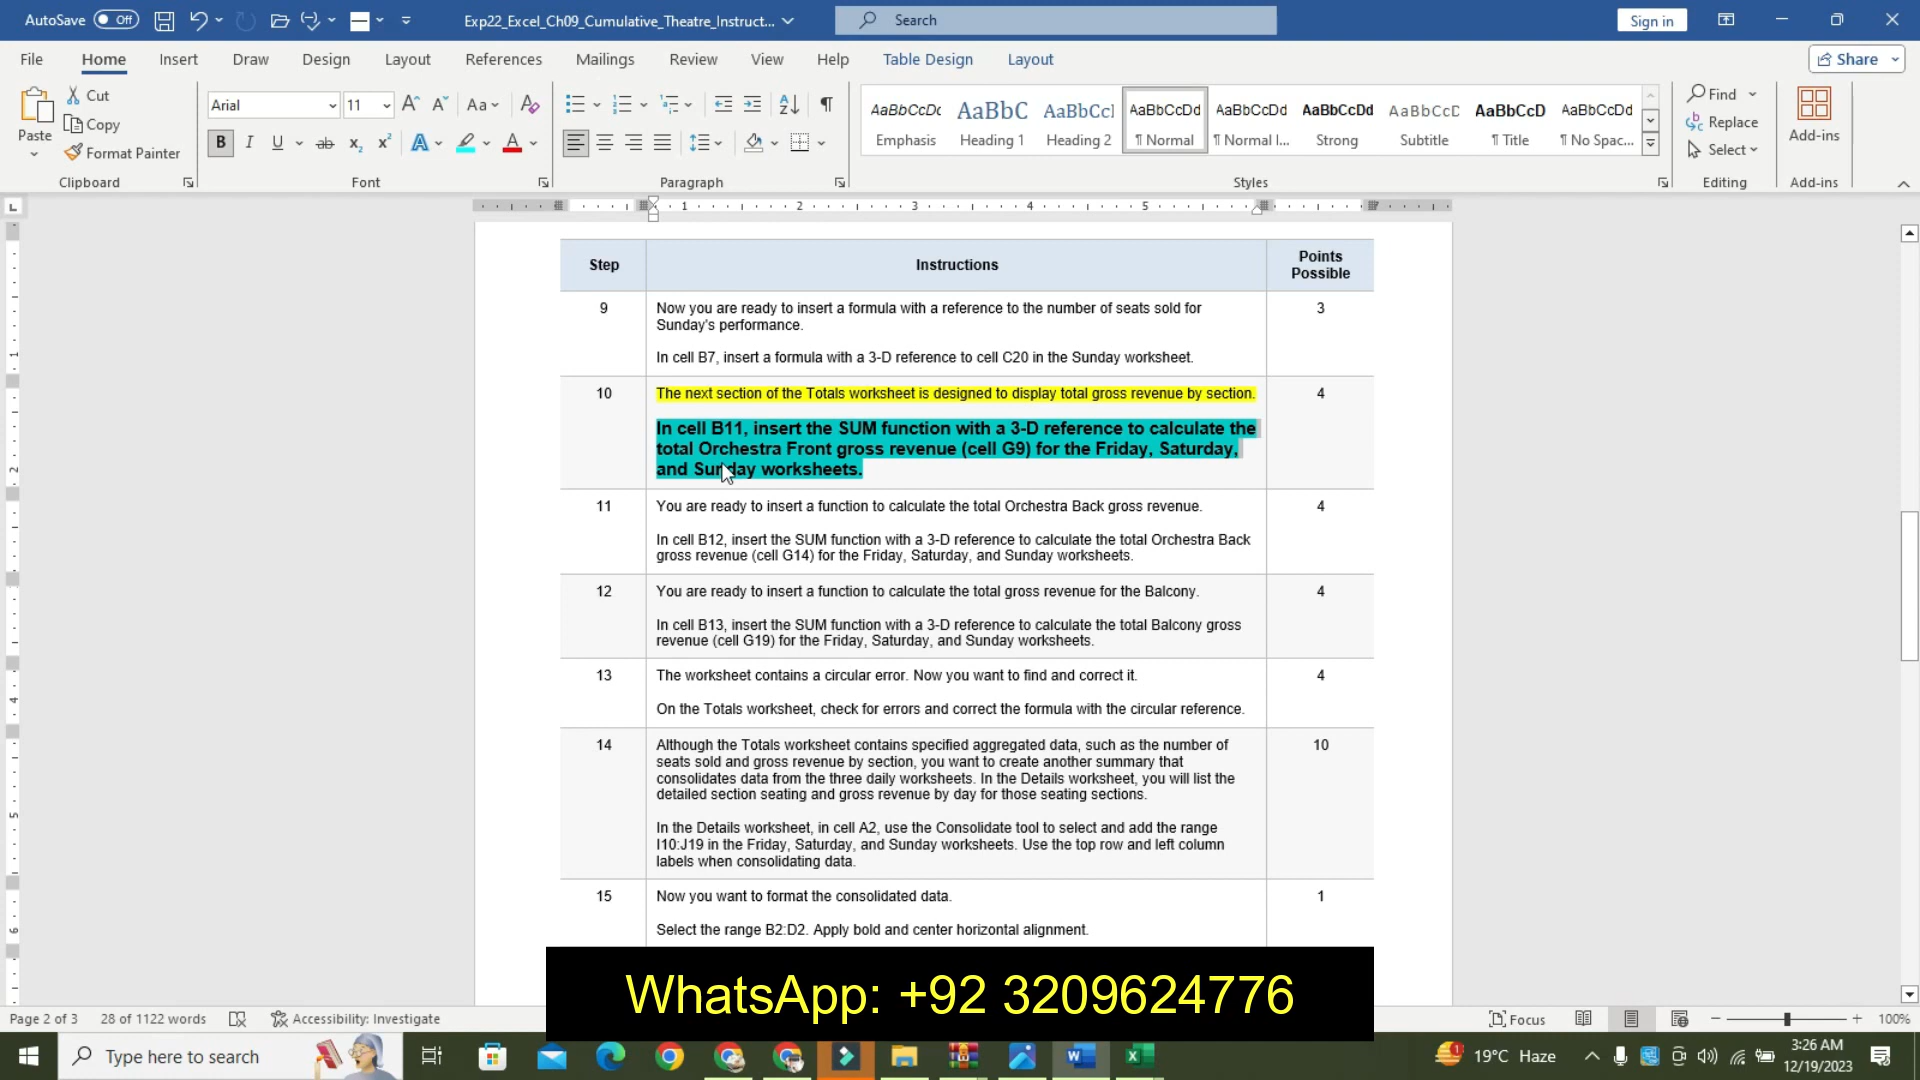 AutoSave Off
Exp22_Excel_Ch09_Cumulative_Theatre_Instruct...
Search
Sign in
File Home Insert Draw Design Layout References Mailings Review View Help Table Design Layout
Share
Paste
Cut
Copy
Format Painter
Clipboard
Arial 11
Aa
Font
Paragraph
AaBbCcDc AaBbC AaBbCcI AaBbCcDd AaBbCcDd AaBbCcDd AaBbCcD AaBbCcD AaBbCcDd
Emphasis Heading 1 Heading 2 ¶ Normal ¶ Normal I... Strong Subtitle ¶ Title ¶ No Spac...
Styles
Find
Replace
Select
Editing
Add-ins
Add-ins
1 2 3 4 5
Step Instructions Points
Possible
9 Now you are ready to insert a formula with a reference to the number of seats sold for 3
Sunday's performance.
In cell B7, insert a formula with a 3-D reference to cell C20 in the Sunday worksheet.
10 The next section of the Totals worksheet is designed to display total gross revenue by section. 4
In cell B11, insert the SUM function with a 3-D reference to calculate the
total Orchestra Front gross revenue (cell G9) for the Friday, Saturday,
and Sunday worksheets.
11 You are ready to insert a function to calculate the total Orchestra Back gross revenue. 4
In cell B12, insert the SUM function with a 3-D reference to calculate the total Orchestra Back
gross revenue (cell G14) for the Friday, Saturday, and Sunday worksheets.
12 You are ready to insert a function to calculate the total gross revenue for the Balcony. 4
In cell B13, insert the SUM function with a 3-D reference to calculate the total Balcony gross
revenue (cell G19) for the Friday, Saturday, and Sunday worksheets.
13 The worksheet contains a circular error. Now you want to find and correct it. 4
On the Totals worksheet, check for errors and correct the formula with the circular reference.
14 Although the Totals worksheet contains specified aggregated data, such as the number of 10
seats sold and gross revenue by section, you want to create another summary that
consolidates data from the three daily worksheets. In the Details worksheet, you will list the
detailed section seating and gross revenue by day for those seating sections.
In the Details worksheet, in cell A2, use the Consolidate tool to select and add the range
I10:J19 in the Friday, Saturday, and Sunday worksheets. Use the top row and left column
labels when consolidating data.
15 Now you want to format the consolidated data. 1
Select the range B2:D2. Apply bold and center horizontal alignment.
WhatsApp: +92 3209624776
Page 2 of 3 28 of 1122 words Accessibility: Investigate
Focus
100%
Type here to search
19°C Haze
3:26 AM
12/19/2023